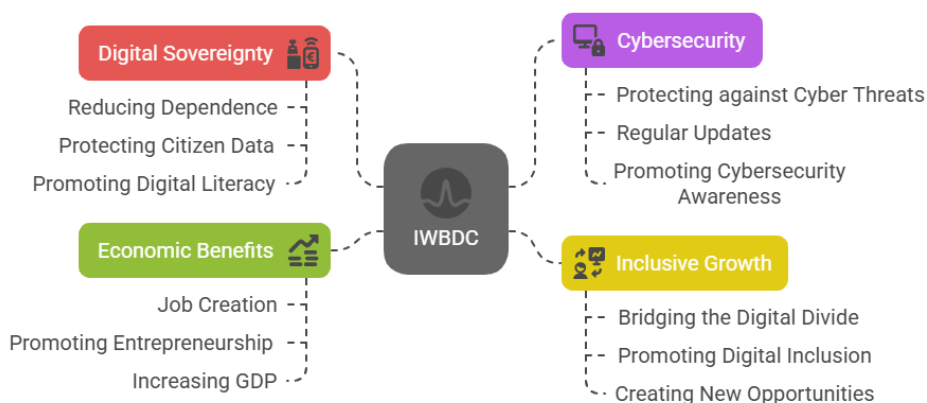 Digital Sovereignty
Reducing Dependence
Protecting Citizen Data
Promoting Digital Literacy
Economic Benefits
Job Creation
Promoting Entrepreneurship
Increasing GDP
IWBDC
Cybersecurity
Protecting against Cyber Threats
Regular Updates
Promoting Cybersecurity
Awareness
Inclusive Growth
Bridging the Digital Divide
Promoting Digital Inclusion
Creating New Opportunities